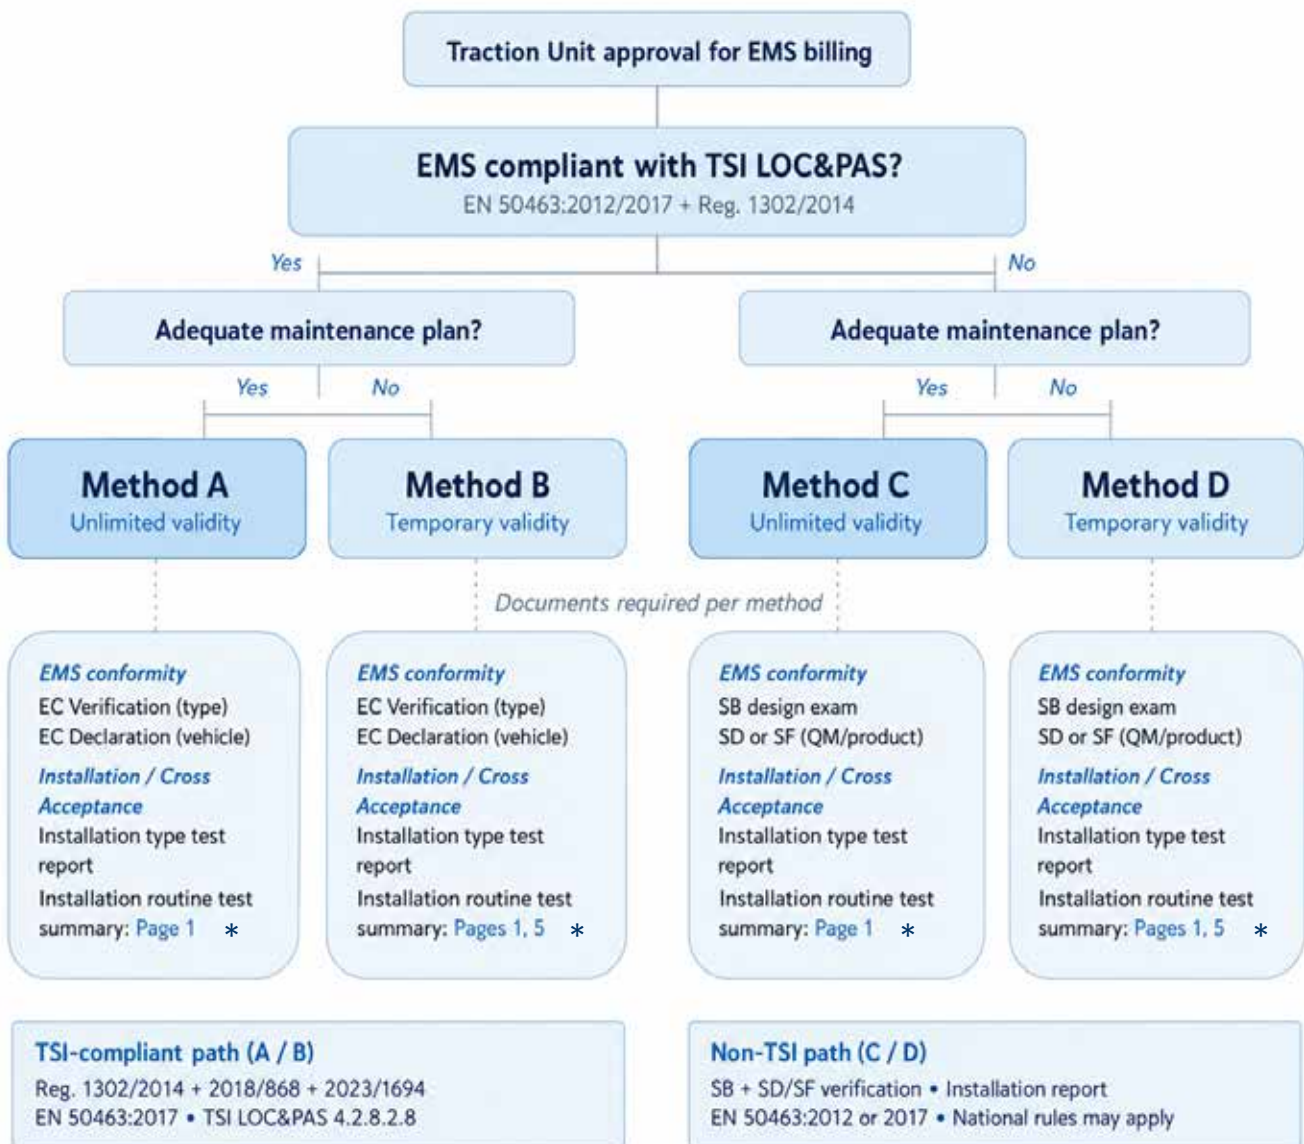 Traction Unit approval for EMS billing
EMS compliant with TSI LOC&PAS?
EN 50463:2012/2017 + Reg. 1302/2014
Yes
No
Adequate maintenance plan?
Adequate maintenance plan?
Yes
No
Yes
No
Method A
Unlimited validity
Method B
Temporary validity
Method C
Unlimited validity
Method D
Temporary validity
Documents required per method
EMS conformity
EC Verification (type)
EC Declaration (vehicle)
Installation / Cross
Acceptance
Installation type test
report
Installation routine test
summary: Page 1 *
EMS conformity
EC Verification (type)
EC Declaration (vehicle)
Installation / Cross
Acceptance
Installation type test
report
Installation routine test
summary: Pages 1, 5 *
EMS conformity
SB design exam
SD or SF (QM/product)
Installation / Cross
Acceptance
Installation type test
report
Installation routine test
summary: Page 1 *
EMS conformity
SB design exam
SD or SF (QM/product)
Installation / Cross
Acceptance
Installation type test
report
Installation routine test
summary: Pages 1, 5 *
TSI-compliant path (A / B)
Reg. 1302/2014 + 2018/868 + 2023/1694
EN 50463:2017 • TSI LOC&PAS 4.2.8.2.8
Non-TSI path (C / D)
SB + SD/SF verification • Installation report
EN 50463:2012 or 2017 • National rules may apply